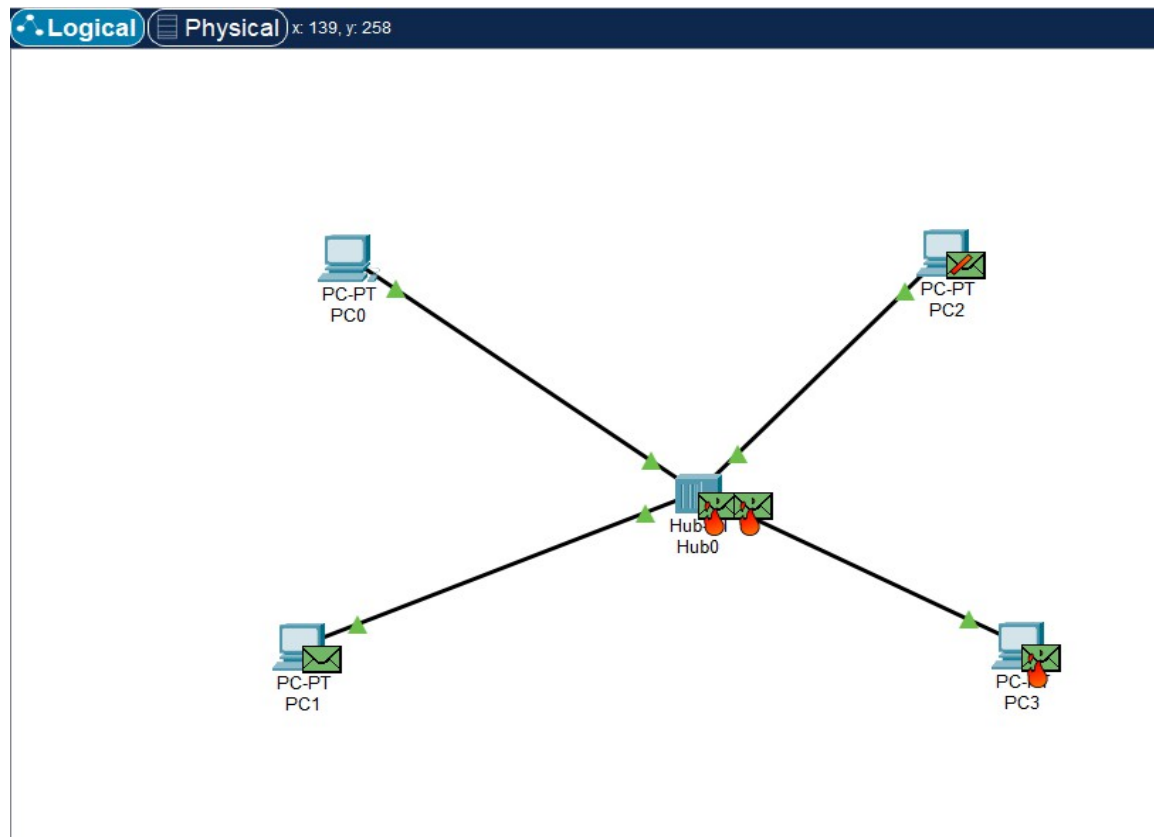 Logical Physical x: 139, y: 258
PC-PT
PC0
PC-PT
PC2
Hub0
PC-PT
PC1
PC3